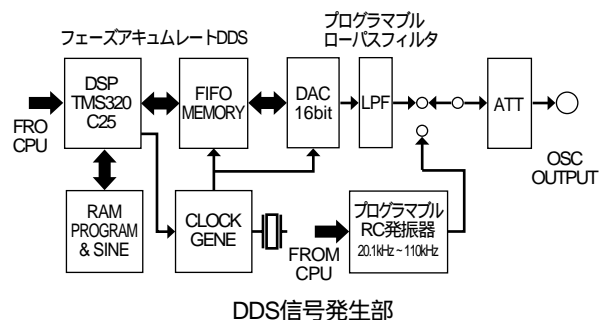 フェーズアキュムレートDDS
プログラマブル
ローパスフィルタ
DSP
TMS320
C25
FIFO
MEMORY
DAC
16bit
LPF
ATT
FRO
CPU
OSC
OUTPUT
RAM
PROGRAM
& SINE
CLOCK
GENE
FROM
CPU
プログラマブル
RC発振器
20.1kHz~110kHz
DDS信号発生部